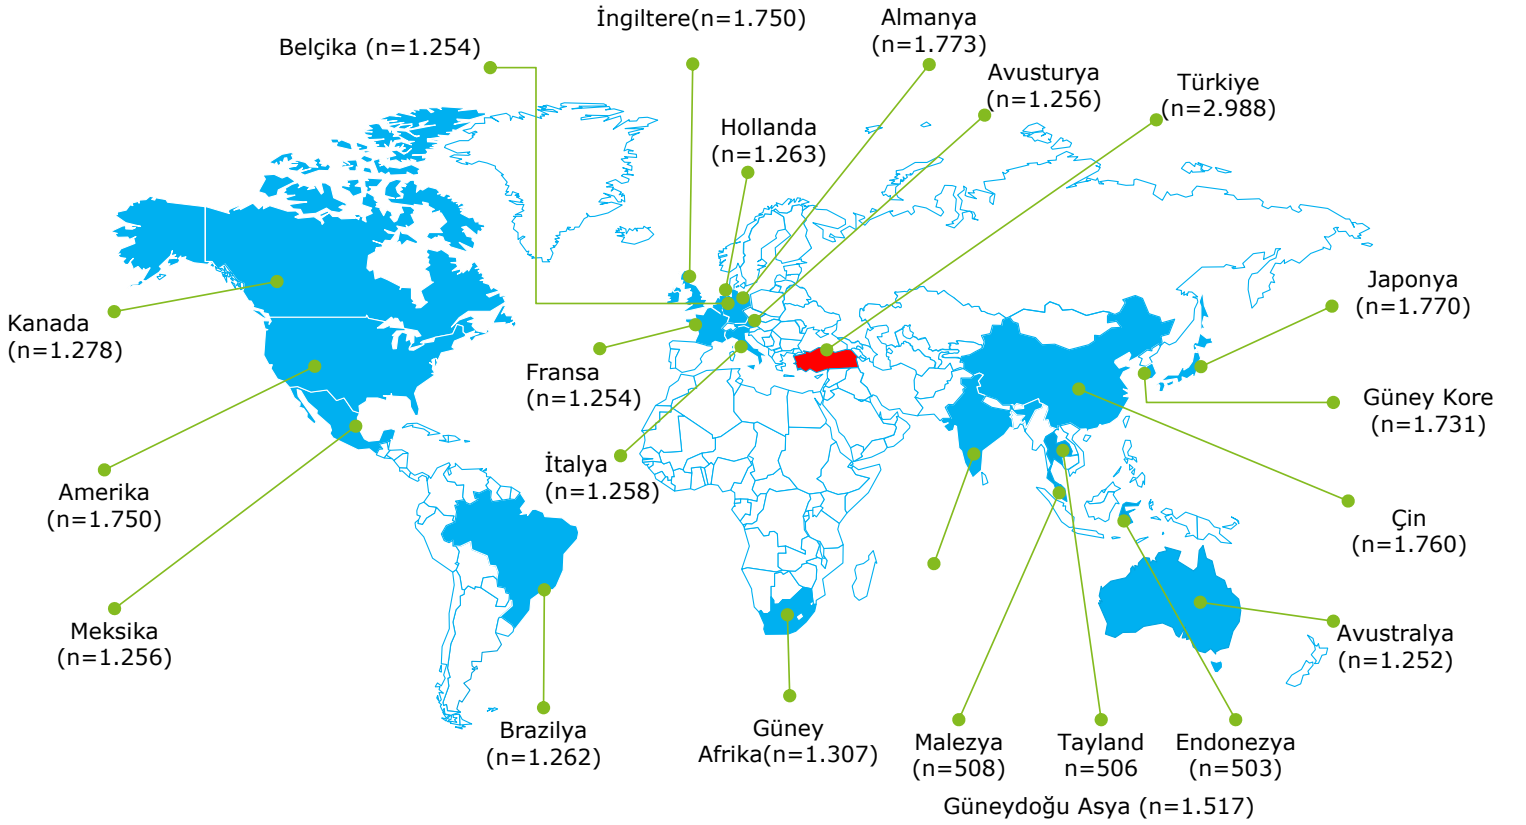 İngiltere(n=1.750)
Almanya
(n=1.773)
Belçika (n=1.254)
Avusturya
(n=1.256)
Türkiye
(n=2.988)
Hollanda
(n=1.263)
Japonya
(n=1.770)
Kanada
(n=1.278)
Fransa
(n=1.254)
Güney Kore
(n=1.731)
İtalya
(n=1.258)
Amerika
(n=1.750)
Çin
(n=1.760)
Meksika
(n=1.256)
Avustralya
(n=1.252)
Brazilya
(n=1.262)
Güney
Afrika(n=1.307)
Malezya
(n=508)
Tayland
n=506
Endonezya
(n=503)
Güneydoğu Asya (n=1.517)